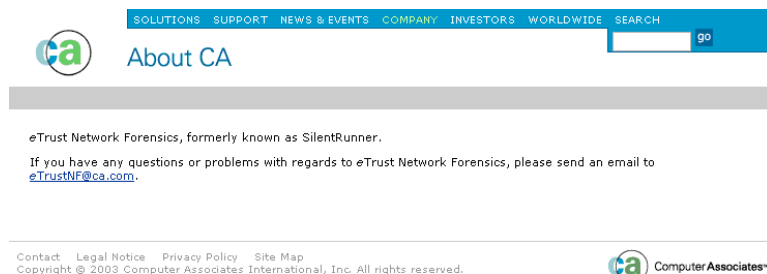 SOLUTIONS SUPPORT NEWS & EVENTS COMPANY INVESTORS WORLDWIDE SEARCH
go
ca
About CA
eTrust Network Forensics, formerly known as SilentRunner.
If you have any questions or problems with regards to eTrust Network Forensics, please send an email to
eTrustNF@ca.com.
Contact Legal Notice Privacy Policy Site Map
Copyright © 2003 Computer Associates International, Inc. All rights reserved.
ca Computer Associates™